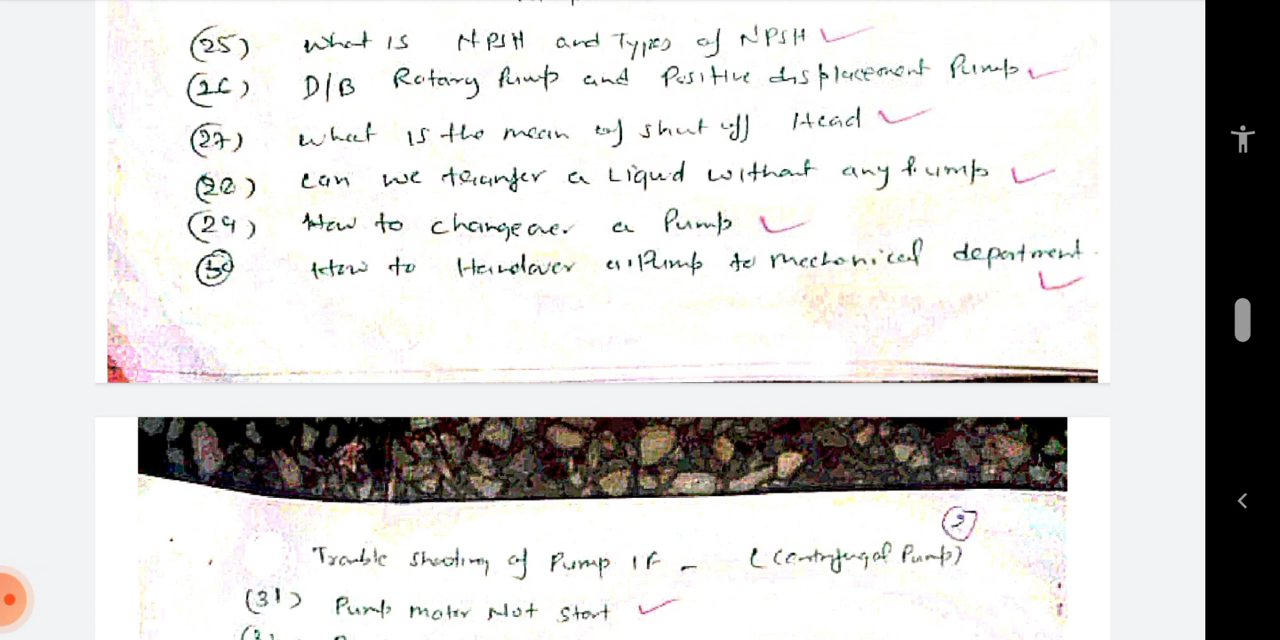 (25) What is NPSH and Types of NPSH
(26) D/B Rotary Pump and Positive displacement Pump
(27) what is the mean of shut off Head
(28) can we transfer a Liqud without any Pump
(29) How to changeover a Pump
(30) How to Handover a Pump to mechanical department
2
Trouble shooting of Pump IF - (centrifugal Pump)
(31) Pump motor Not start